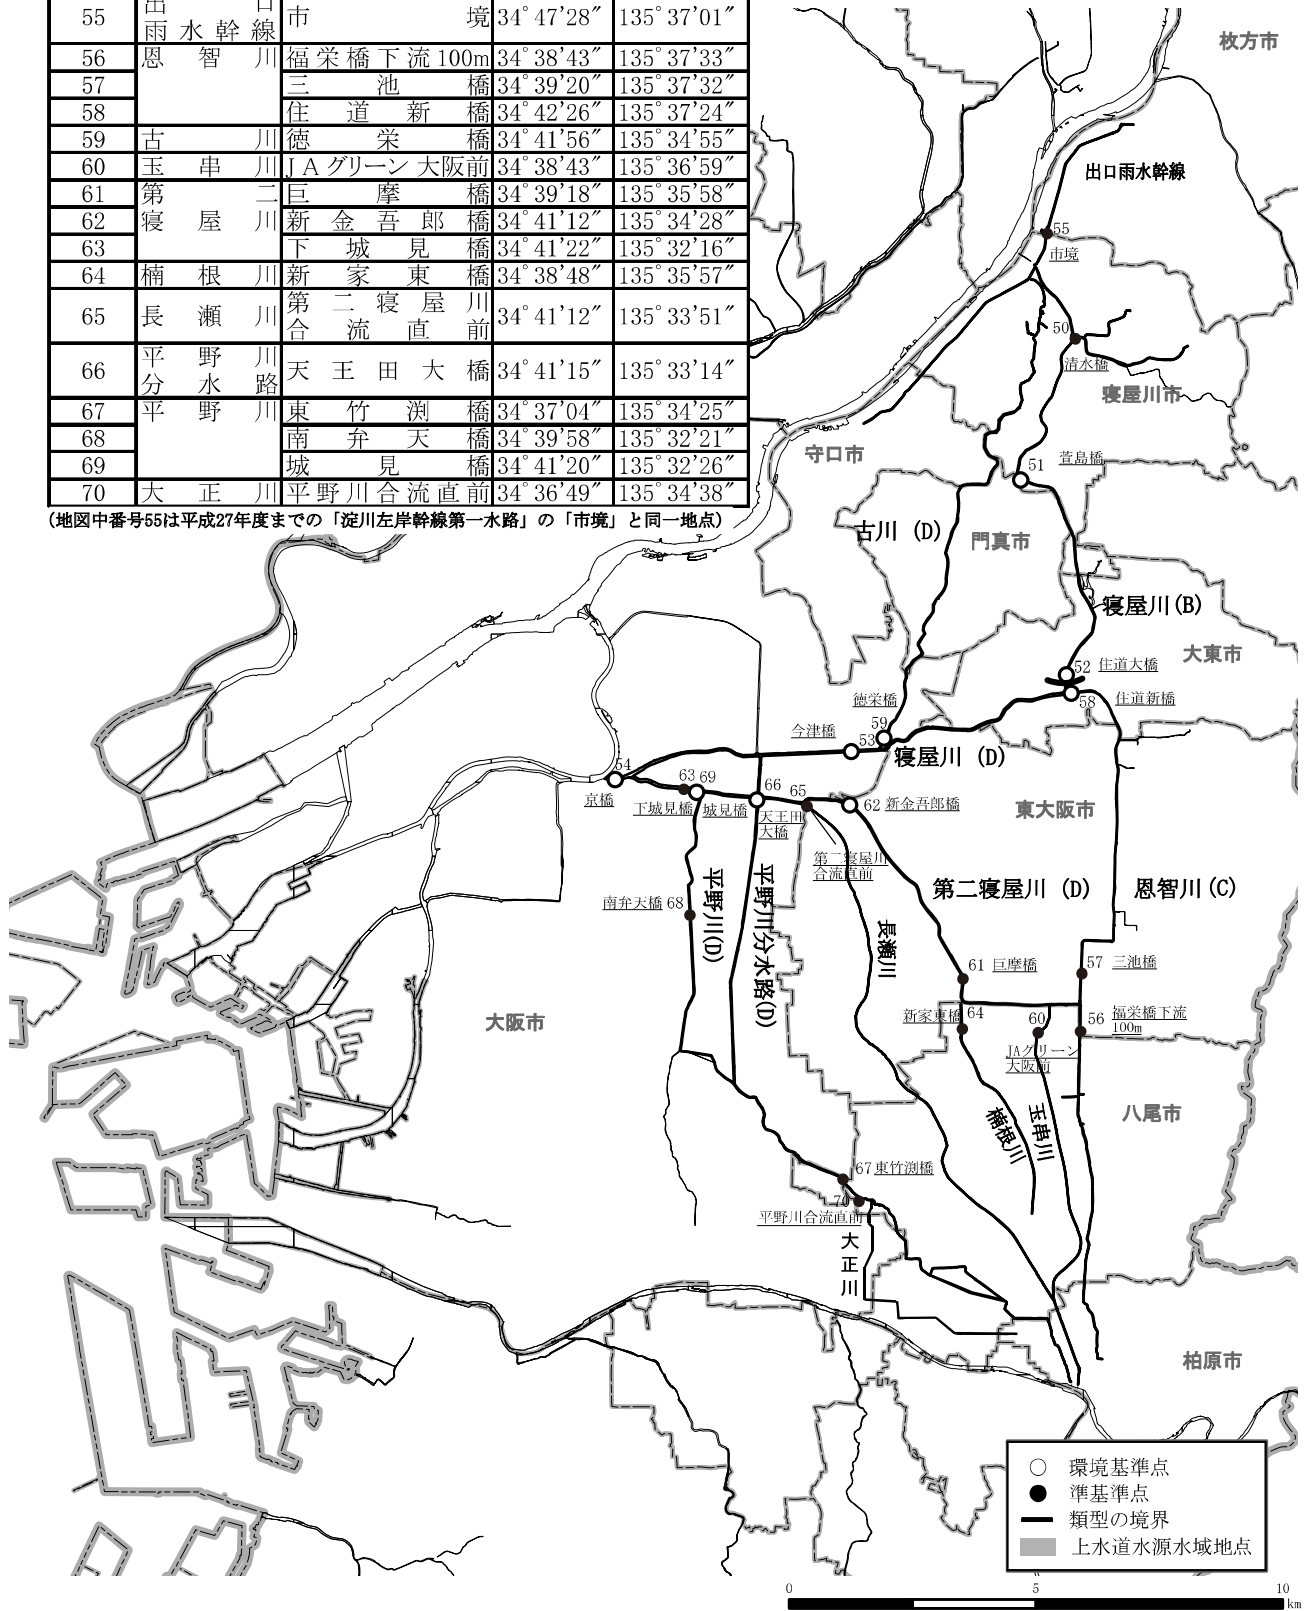 55 出口 市境 34°47′28″ 135°37′01″
雨水幹線
56 恩智川 福栄橋下流100m 34°38′43″ 135°37′33″
57 三池橋 34°39′20″ 135°37′32″
58 住道新橋 34°42′26″ 135°37′24″
59 古川 徳栄橋 34°41′56″ 135°34′55″
60 玉串川 JAグリーン大阪前 34°38′43″ 135°36′59″
61 第二 巨摩橋 34°39′18″ 135°35′58″
62 寝屋川 新金吾郎橋 34°41′12″ 135°34′28″
63 下城見橋 34°41′22″ 135°32′16″
64 楠根川 新家東橋 34°38′48″ 135°35′57″
65 長瀬川 第二寝屋川 34°41′12″ 135°33′51″
合流直前
66 平野川 天王田大橋 34°41′15″ 135°33′14″
分水路
67 平野川 東竹渕橋 34°37′04″ 135°34′25″
68 南弁天橋 34°39′58″ 135°32′21″
69 城見橋 34°41′20″ 135°32′26″
70 大正川 平野川合流直前 34°36′49″ 135°34′38″
(地図中番号55は平成27年度までの「淀川左岸幹線第一水路」の「市境」と同一地点)
枚方市
出口雨水幹線
55
市境
50
清水橋
寝屋川市
守口市
萱島橋
51
古川 (D)
門真市
寝屋川(B)
大東市
52 住道大橋
58 住道新橋
徳栄橋
59
今津橋
53
寝屋川 (D)
54
京橋
63 69
下城見橋 城見橋
66
天王田
大橋
65
62 新金吾郎橋
東大阪市
第二寝屋川
合流直前
第二寝屋川 (D)
恩智川(C)
平野川(D)
平野川分水路(D)
南弁天橋 68
長瀬川
61 巨摩橋
57 三池橋
新家東橋 64
60
56 福栄橋下流
100m
大阪市
JAグリーン
大阪前
楠根川
玉串川
八尾市
67 東竹渕橋
70
平野川合流直前
大正川
柏原市
○ 環境基準点
● 準基準点
類型の境界
上水道水源水域地点
0 5 10
km